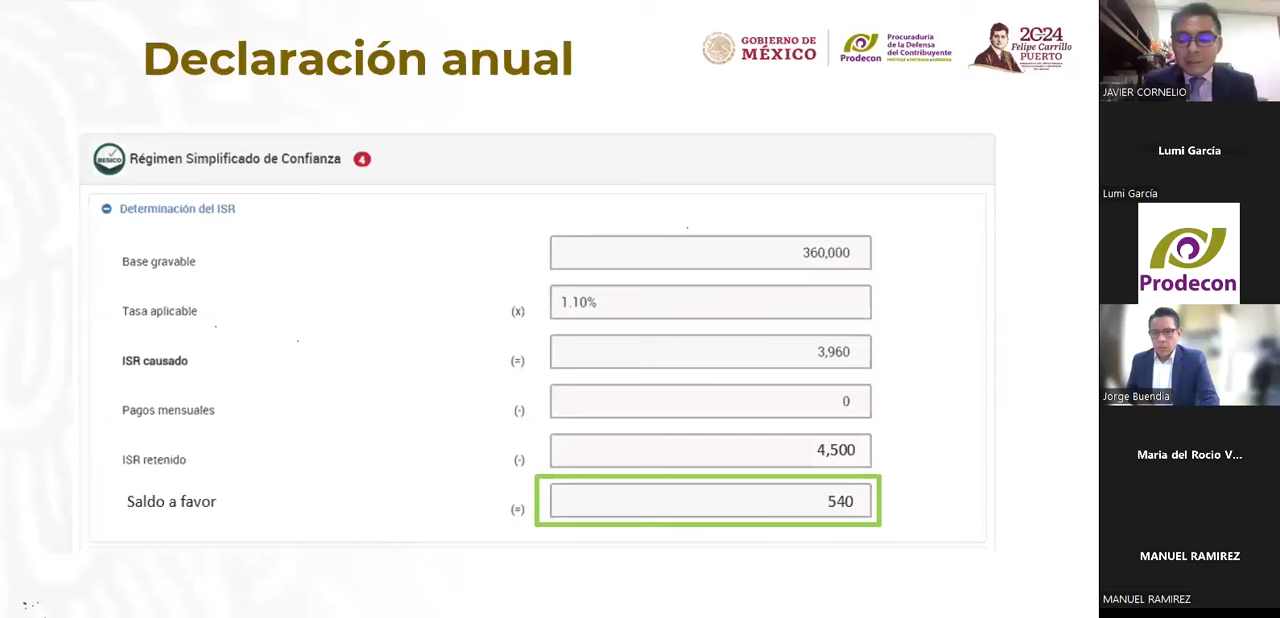 Declaración anual
GOBIERNO DE
MÉXICO
Prodecon
Procuraduría
de la Defensa
del Contribuyente
2024
Felipe Carrillo
PUERTO
RESICO
Régimen Simplificado de Confianza 4
Determinación del ISR
Base gravable 360,000
Tasa aplicable (x) 1.10%
ISR causado (=) 3,960
Pagos mensuales (-) 0
ISR retenido (-) 4,500
Saldo a favor (=) 540
JAVIER CORNELIO
Lumi García
Lumi García
Prodecon
Jorge Buendia
Maria del Rocio V...
MANUEL RAMIREZ
MANUEL RAMIREZ